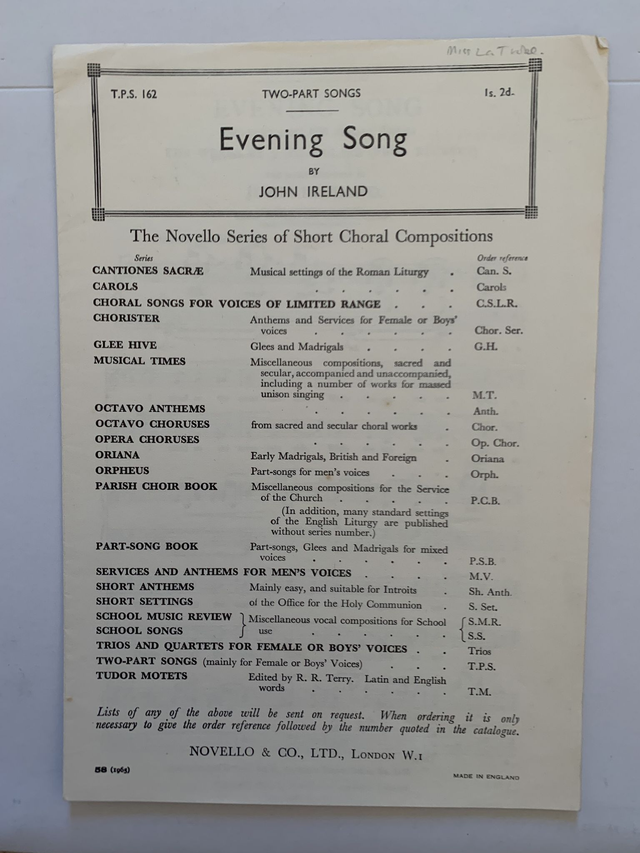 Miss La
T.P.S. 162 TWO-PART SONGS 1s. 2d.
Evening Song
BY
JOHN IRELAND
The Novello Series of Short Choral Compositions
Series Order reference
CANTIONES SACRÆ Musical settings of the Roman Liturgy . Can. S.
CAROLS . . . . . . Carols
CHORAL SONGS FOR VOICES OF LIMITED RANGE . . . C.S.L.R.
CHORISTER Anthems and Services for Female or Boys'
voices . . . . . . Chor. Ser.
GLEE HIVE Glees and Madrigals . . . . G.H.
MUSICAL TIMES Miscellaneous compositions, sacred and
secular, accompanied and unaccompanied,
including a number of works for massed
unison singing . . . . . M.T.
OCTAVO ANTHEMS . . . . . . Anth.
OCTAVO CHORUSES from sacred and secular choral works . Chor.
OPERA CHORUSES . . . . . . Op. Chor.
ORIANA Early Madrigals, British and Foreign . Oriana
ORPHEUS Part-songs for men's voices . . . Orph.
PARISH CHOIR BOOK Miscellaneous compositions for the Service
of the Church . . . . . P.C.B.
(In addition, many standard settings
of the English Liturgy are published
without series number.)
PART-SONG BOOK Part-songs, Glees and Madrigals for mixed
voices . . . . . . P.S.B.
SERVICES AND ANTHEMS FOR MEN'S VOICES . . . . M.V.
SHORT ANTHEMS Mainly easy, and suitable for Introits . Sh. Anth.
SHORT SETTINGS of the Office for the Holy Communion . S. Set.
SCHOOL MUSIC REVIEW } Miscellaneous vocal compositions for School { S.M.R.
SCHOOL SONGS } use . . . . . . { S.S.
TRIOS AND QUARTETS FOR FEMALE OR BOYS' VOICES . . Trios
TWO-PART SONGS (mainly for Female or Boys' Voices) . . . T.P.S.
TUDOR MOTETS Edited by R. R. Terry. Latin and English
words . . . . . . T.M.
Lists of any of the above will be sent on request. When ordering it is only
necessary to give the order reference followed by the number quoted in the catalogue.
NOVELLO & CO., LTD., LONDON W.1
58 (1965) MADE IN ENGLAND